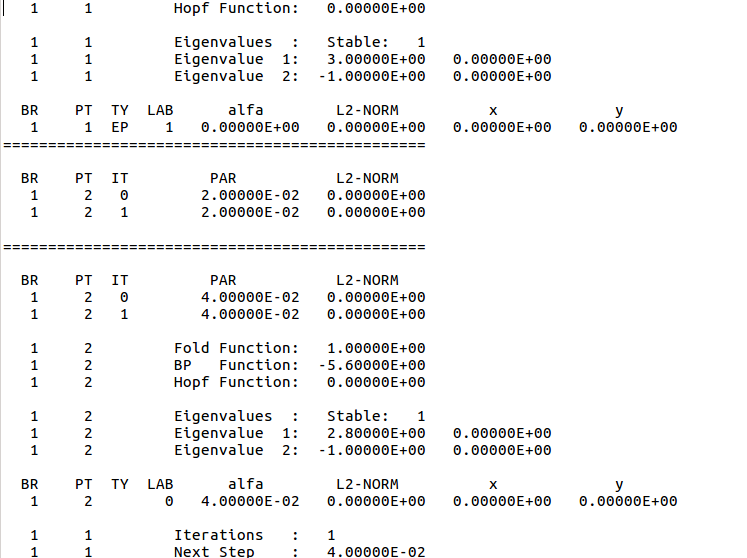 1 1 Hopf Function: 0.00000E+00
1 1 Eigenvalues : Stable: 1
1 1 Eigenvalue 1: 3.00000E+00 0.00000E+00
1 1 Eigenvalue 2: -1.00000E+00 0.00000E+00
BR PT TY LAB alfa L2-NORM x y
1 1 EP 1 0.00000E+00 0.00000E+00 0.00000E+00 0.00000E+00
===============================================
BR PT IT PAR L2-NORM
1 2 0 2.00000E-02 0.00000E+00
1 2 1 2.00000E-02 0.00000E+00
===============================================
BR PT IT PAR L2-NORM
1 2 0 4.00000E-02 0.00000E+00
1 2 1 4.00000E-02 0.00000E+00
1 2 Fold Function: 1.00000E+00
1 2 BP Function: -5.60000E+00
1 2 Hopf Function: 0.00000E+00
1 2 Eigenvalues : Stable: 1
1 2 Eigenvalue 1: 2.80000E+00 0.00000E+00
1 2 Eigenvalue 2: -1.00000E+00 0.00000E+00
BR PT TY LAB alfa L2-NORM x y
1 2 0 4.00000E-02 0.00000E+00 0.00000E+00 0.00000E+00
1 1 Iterations : 1
1 1 Next Step : 4.00000E-02